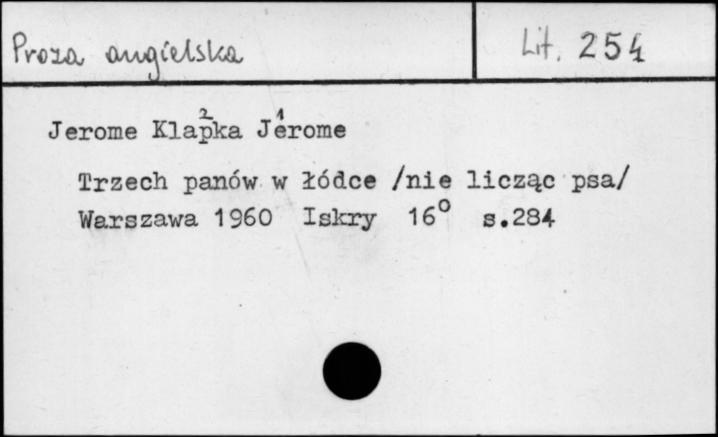 Proza angielska
Lit. 254
2 1
Jerome Klapka Jerome
Trzech panów w łódce /nie licząc psa/
Warszawa 1960 Iskry 16° s.284